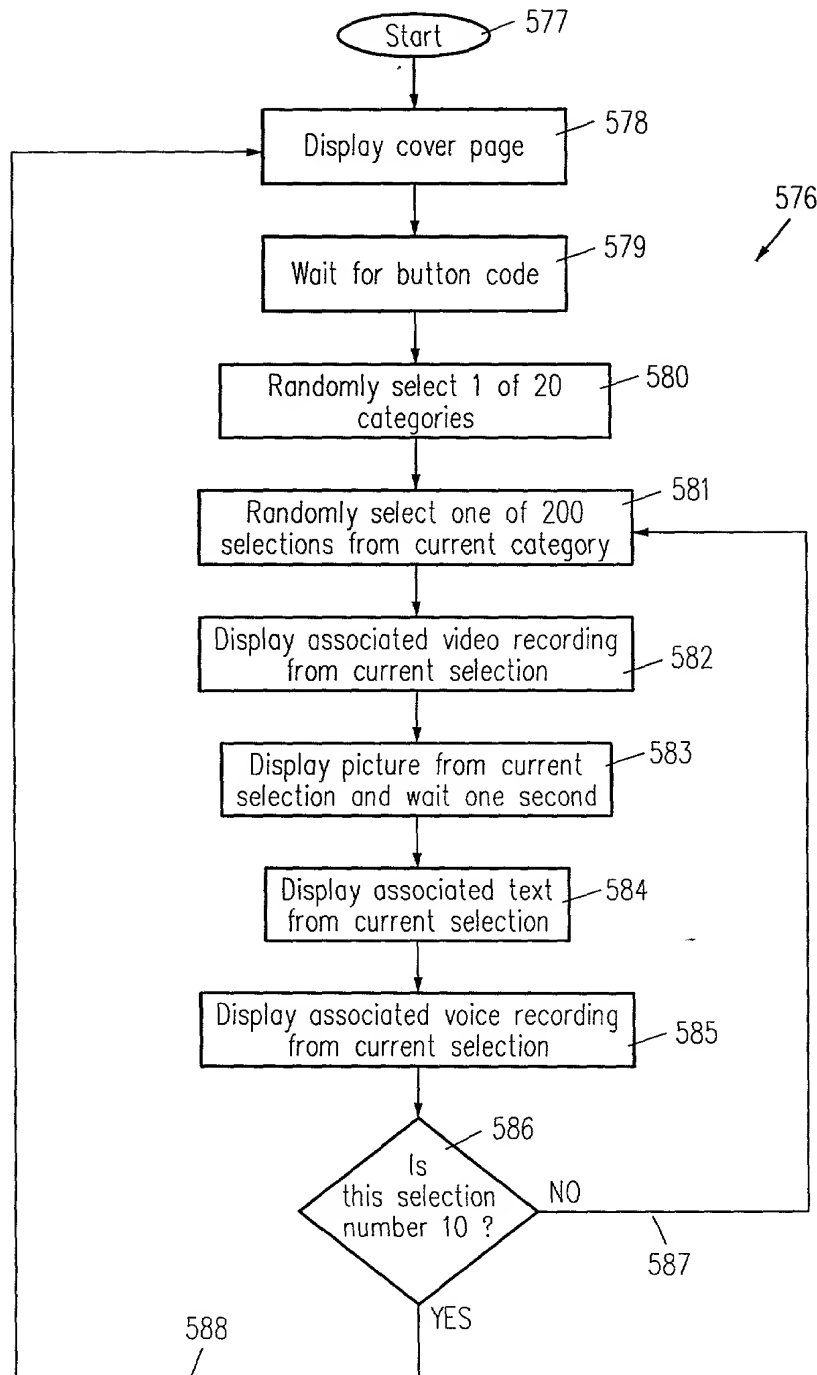 Start
577
Display cover page
578
576
Wait for button code
579
Randomly select 1 of 20
categories
580
Randomly select one of 200
selections from current category
581
Display associated video recording
from current selection
582
Display picture from current
selection and wait one second
583
Display associated text
from current selection
584
Display associated voice recording
from current selection
585
586
Is
this selection
number 10 ?
NO
587
YES
588